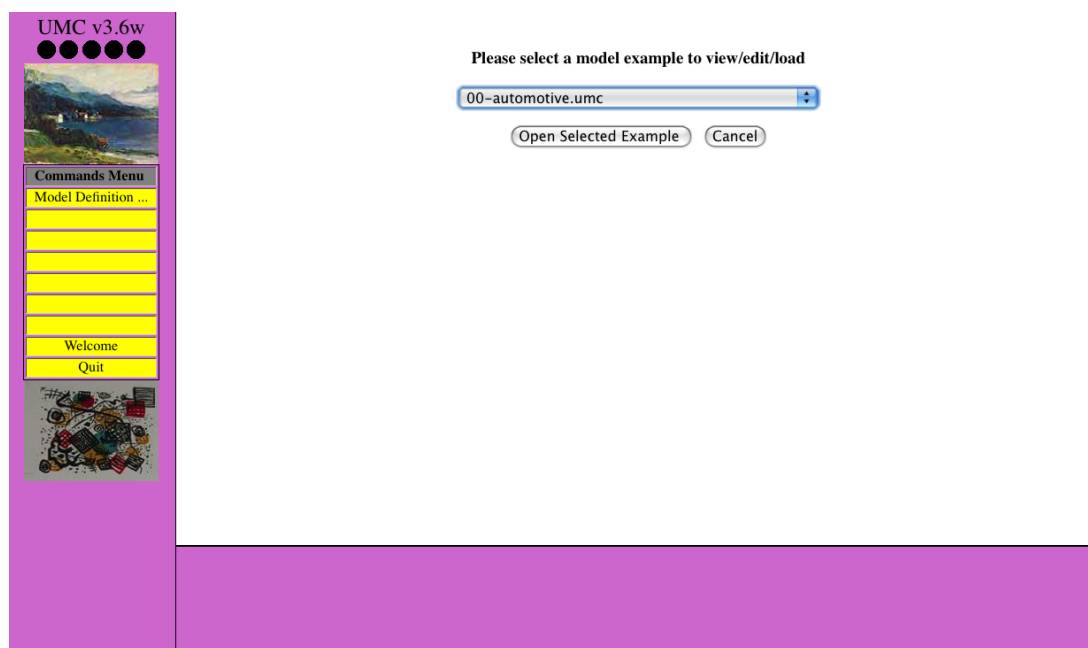 UMC v3.6w
Commands Menu
Model Definition ...
Welcome
Quit
Please select a model example to view/edit/load
00-automotive.umc
Open Selected Example Cancel